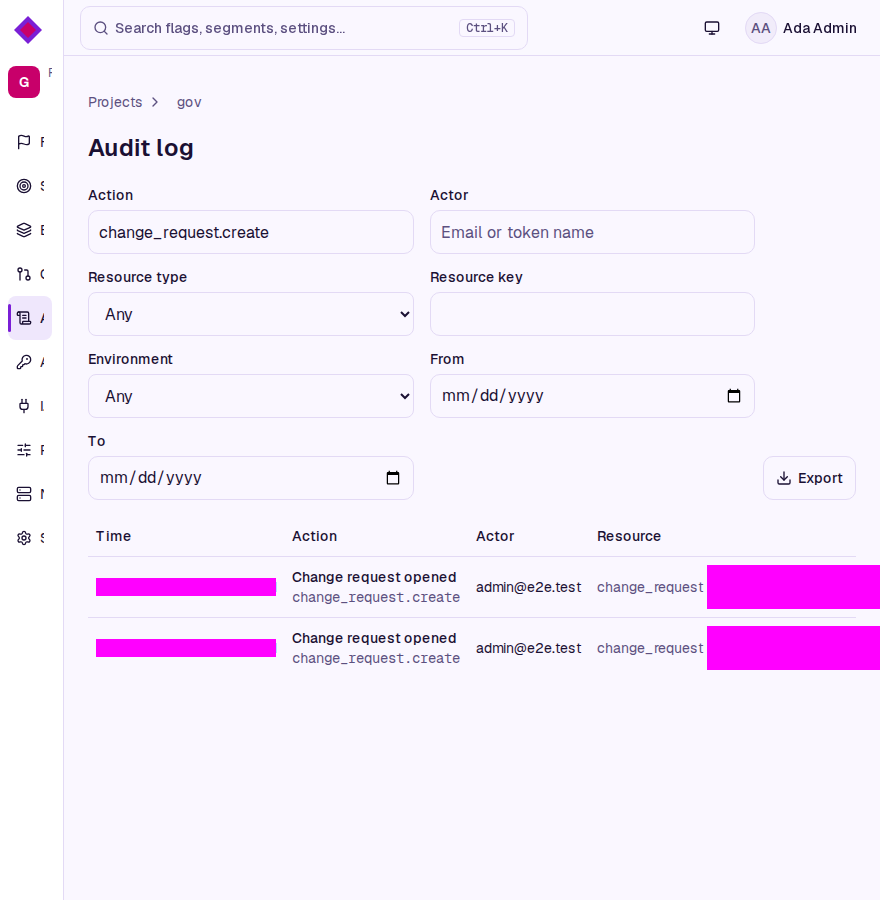 Search flags, segments, settings...
Ctrl+K
AA
Ada Admin
G
Projects
gov
Audit log
Action
Actor
change_request.create
Email or token name
Resource type
Resource key
Any
Environment
From
Any
mm/dd/yyyy
To
mm/dd/yyyy
Export
Time
Action
Actor
Resource
Change request opened
change_request.create
admin@e2e.test
change_request
Change request opened
change_request.create
admin@e2e.test
change_request